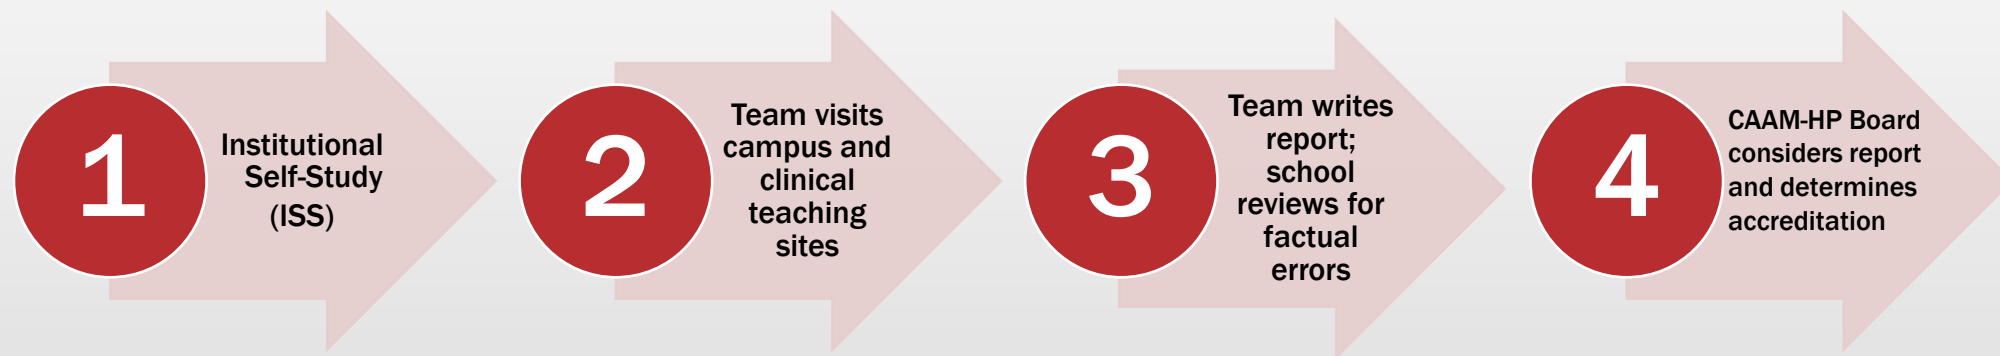 1
Institutional
Self-Study
(ISS)
2
Team visits
campus and
clinical
teaching
sites
3
Team writes
report;
school
reviews for
factual
errors
4
CAAM-HP Board
considers report
and determines
accreditation